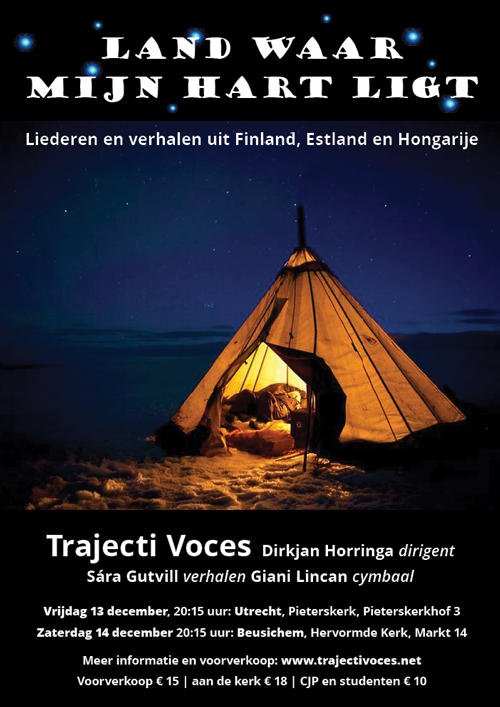 LAND WAAR
MIJN HART LIGT
Liederen en verhalen uit Finland, Estland en Hongarije
Trajecti Voces Dirkjan Horringa dirigent
Sára Gutvill verhalen Giani Lincan cymbaal
Vrijdag 13 december, 20:15 uur: Utrecht, Pieterskerk, Pieterskerkhof 3
Zaterdag 14 december 20:15 uur: Beusichem, Hervormde Kerk, Markt 14
Meer informatie en voorverkoop: www.trajectivoces.net
Voorverkoop € 15 | aan de kerk € 18 | CJP en studenten € 10